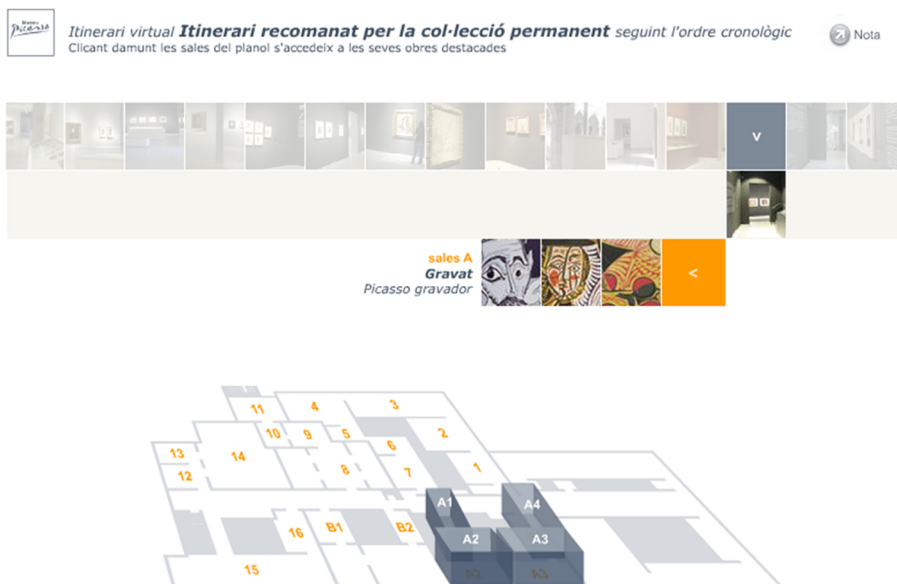 Museu
Picasso
Itinerari virtual Itinerari recomanat per la col·lecció permanent seguint l'ordre cronològic
Clicant damunt les sales del planol s'accedeix a les seves obres destacades
Nota
v
sales A
Gravat
Picasso gravador
<
11 4 3
10 9 5 2
13 14 6
12 8 7 1
A1 A4
16 B1 B2
A2 A3
15 A2 A3